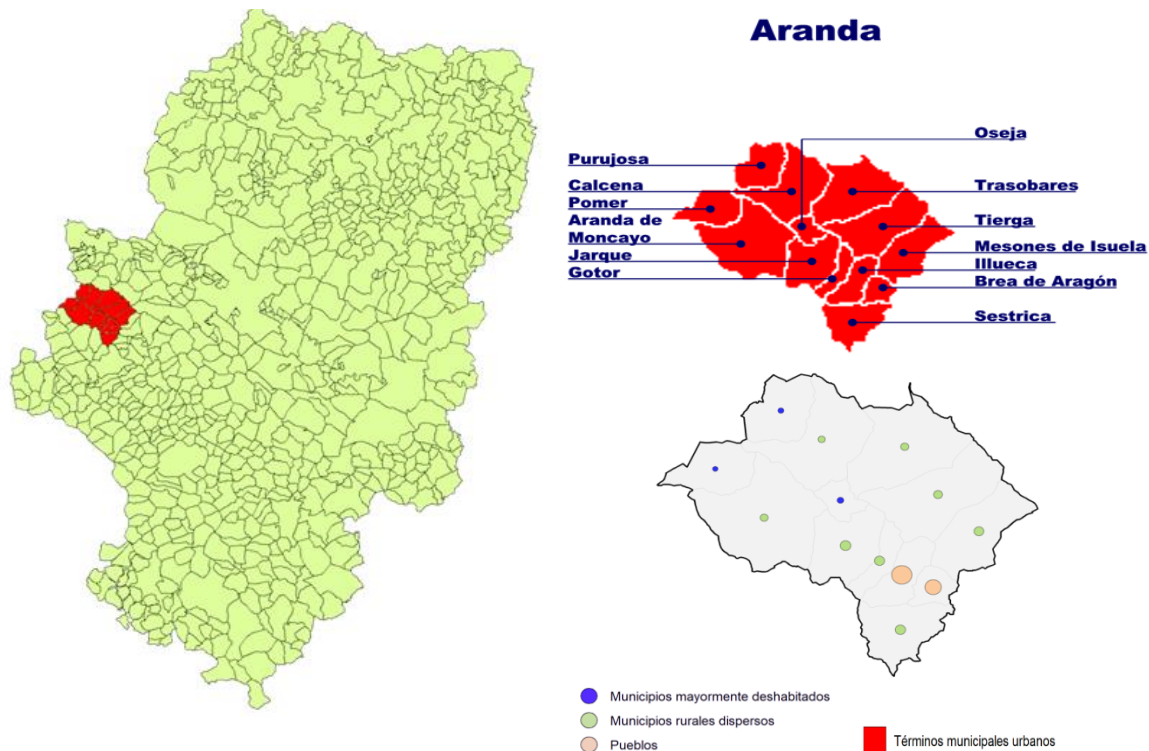 Aranda
Oseja
Purujosa
Calcena
Trasobares
Pomer
Aranda de
Moncayo
Tierga
Mesones de Isuela
Jarque
Illueca
Gotor
Brea de Aragón
Sestrica
Municipios mayormente deshabitados
Municipios rurales dispersos
Pueblos
Términos municipales urbanos